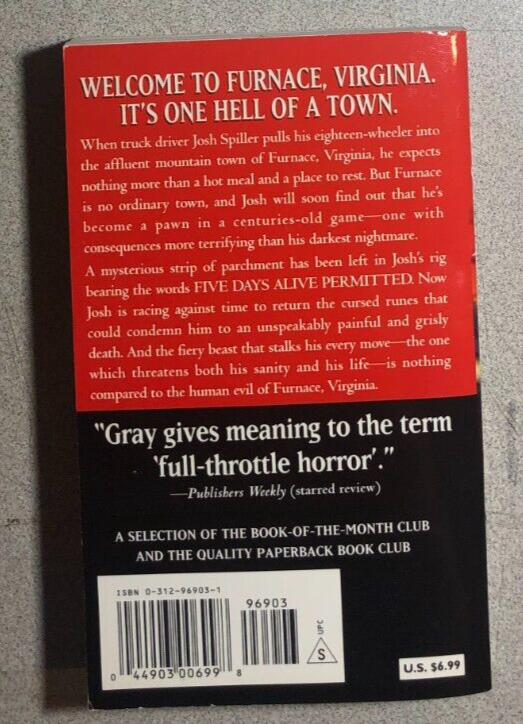 WELCOME TO FURNACE, VIRGINIA.
IT'S ONE HELL OF A TOWN.
When truck driver Josh Spiller pulls his eighteen-wheeler into
the affluent mountain town of Furnace, Virginia, he expects
nothing more than a hot meal and a place to rest. But Furnace
is no ordinary town, and Josh will soon find out that he's
become a pawn in a centuries-old game—one with
consequences more terrifying than his darkest nightmare.
A mysterious strip of parchment has been left in Josh's rig
bearing the words FIVE DAYS ALIVE PERMITTED. Now
Josh is racing against time to return the cursed runes that
could condemn him to an unspeakably painful and grisly
death. And the fiery beast that stalks his every move—the one
which threatens both his sanity and his life—is nothing
compared to the human evil of Furnace, Virginia.
"Gray gives meaning to the term
'full-throttle horror'."
—Publishers Weekly (starred review)
A SELECTION OF THE BOOK-OF-THE-MONTH CLUB
AND THE QUALITY PAPERBACK BOOK CLUB
ISBN 0-312-96903-1
96903
0 44903 00699 8
UPC
S
U.S. $6.99